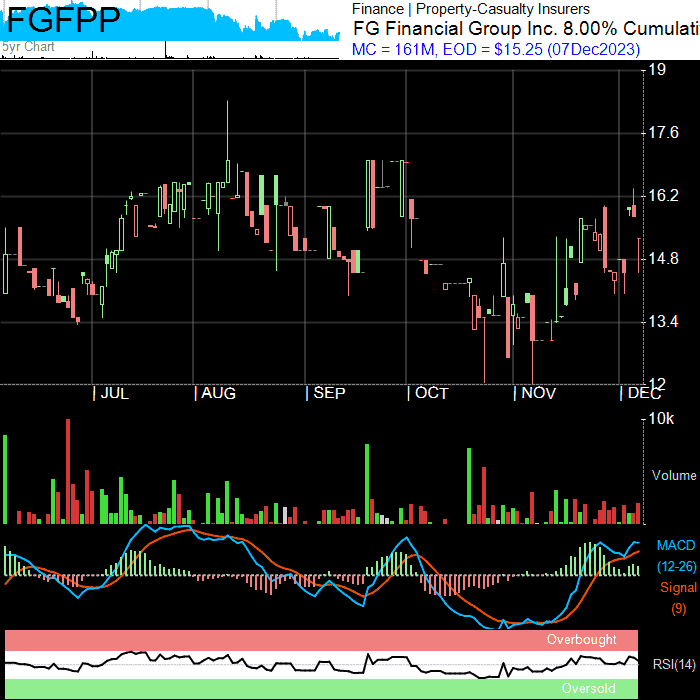 FGFPP
5yr Chart
Finance | Property-Casualty Insurers
FG Financial Group Inc. 8.00% Cumulati
MC = 161M, EOD = $15.25 (07Dec2023)
19
17.6
16.2
14.8
13.4
12
JUL AUG SEP OCT NOV DEC
10k
Volume
MACD
(12-26)
Signal
(9)
Overbought
RSI(14)
Oversold